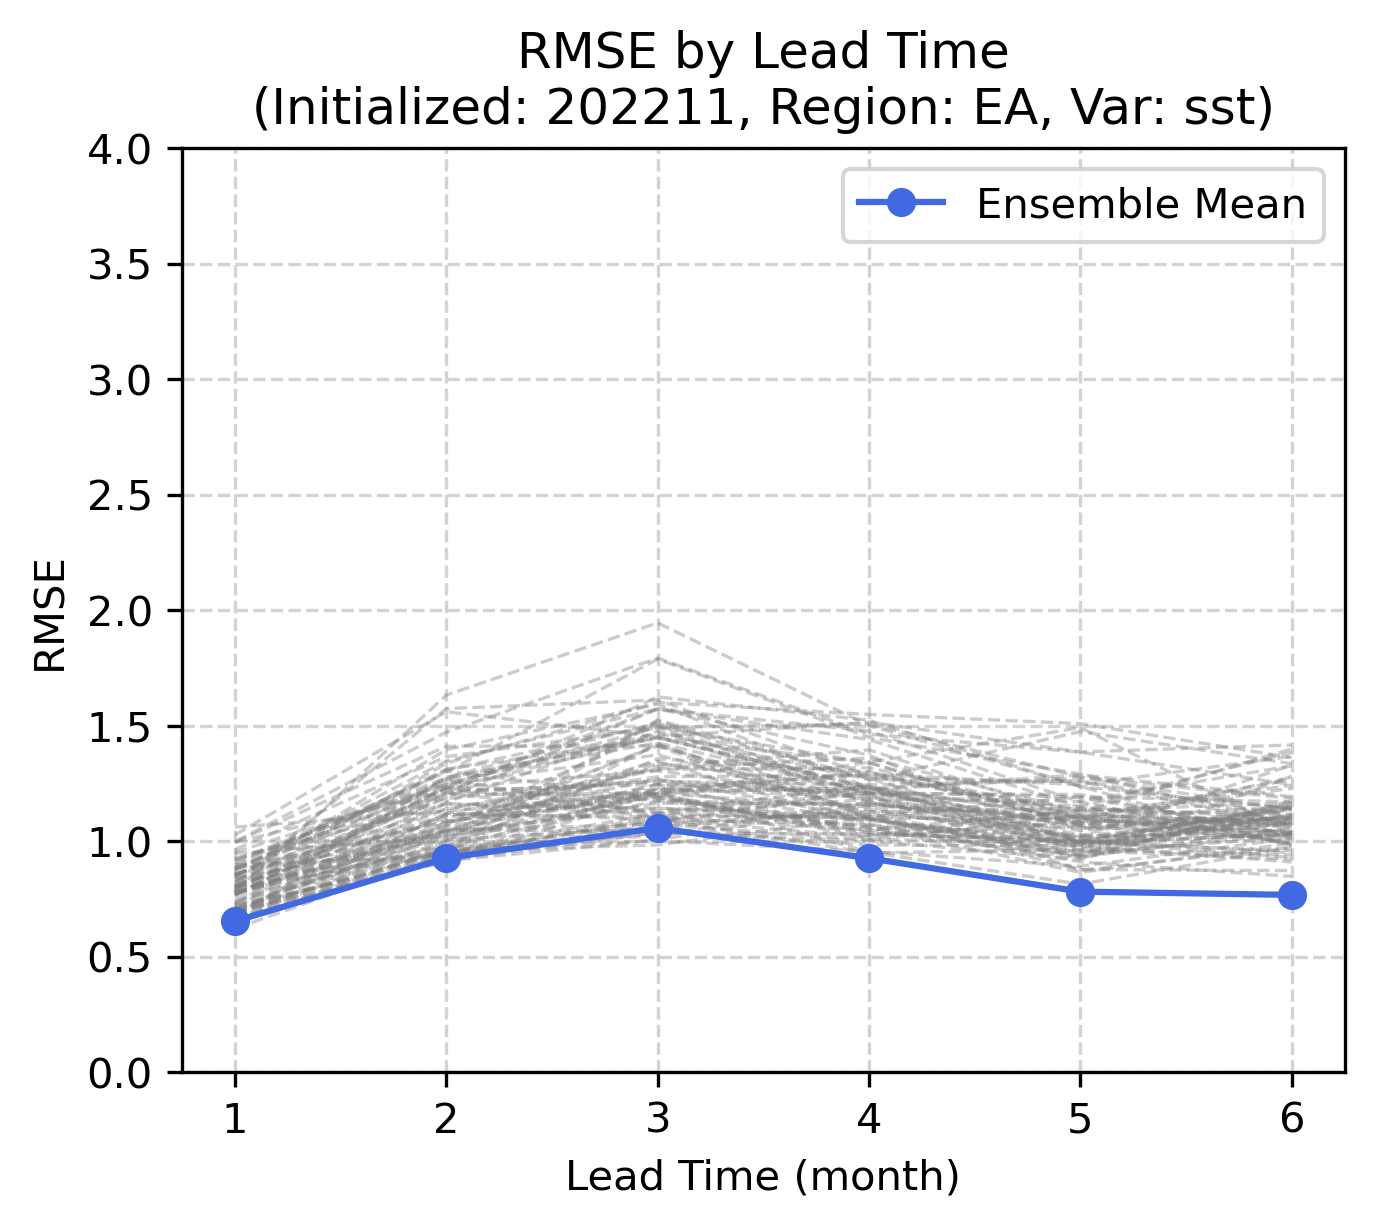 RMSE by Lead Time
(Initialized: 202211, Region: EA, Var: sst)
4.0
3.5
3.0
2.5
2.0
1.5
1.0
0.5
0.0
RMSE
Ensemble Mean
1 2 3 4 5 6
Lead Time (month)